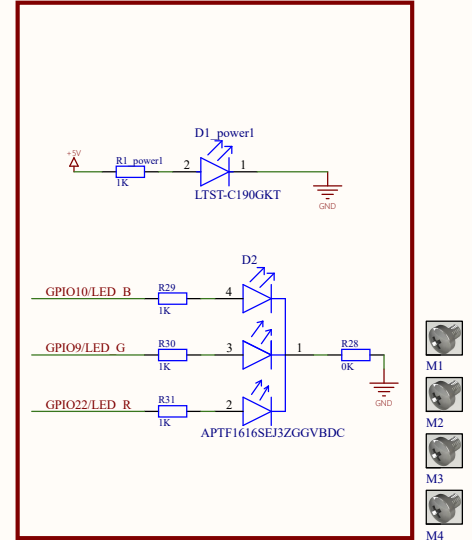 D1_power1
+5V
R1_power1
2
1
1K
LTST-C190GKT
GND
D2
GPIO10/LED_B
R29
4
1K
GPIO9/LED_G
R30
3
1
R28
1K
0K
M1
GPIO22/LED_R
R31
2
GND
1K
M2
APTF1616SEJ3ZGGVBDC
M3
M4